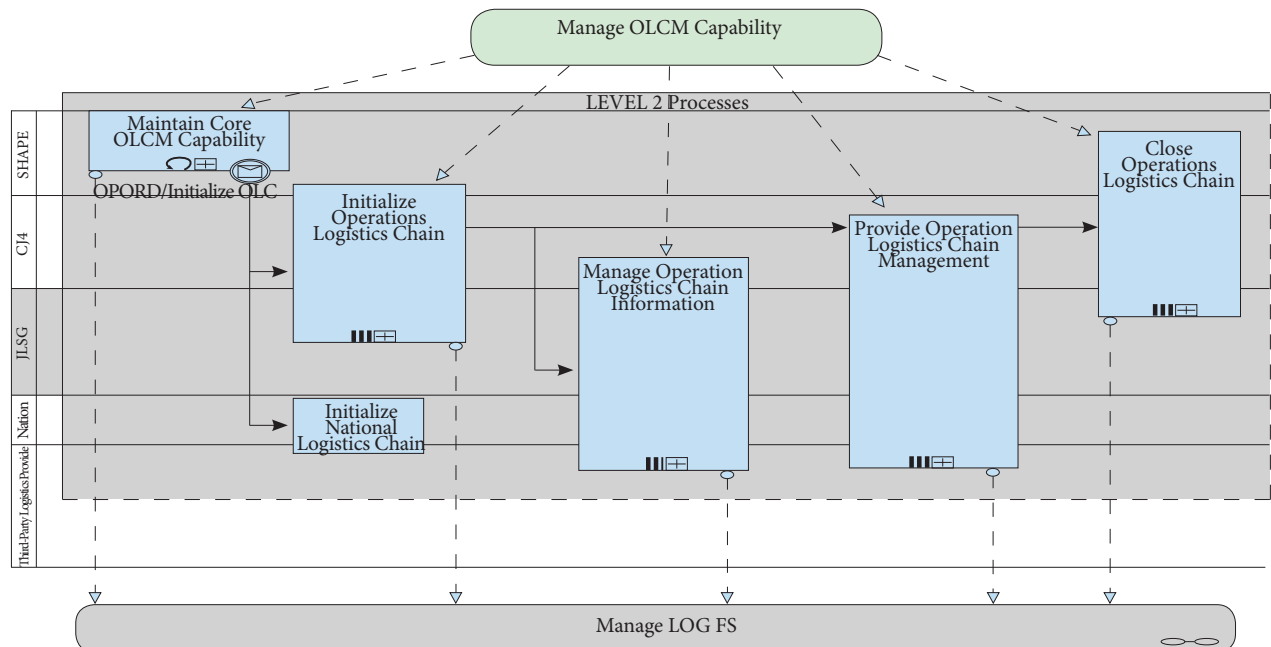 Manage OLCM Capability
LEVEL 2 Processes
SHAPE
Maintain Core
OLCM Capability
OPORD/Initialize OLC
Close
Operations
Logistics Chain
CJ4
Initialize
Operations
Logistics Chain
Provide Operation
Logistics Chain
Management
Manage Operation
Logistics Chain
Information
JLSG
Nation
Initialize
National
Logistics Chain
Third-Party Logistics Provide
Manage LOG FS